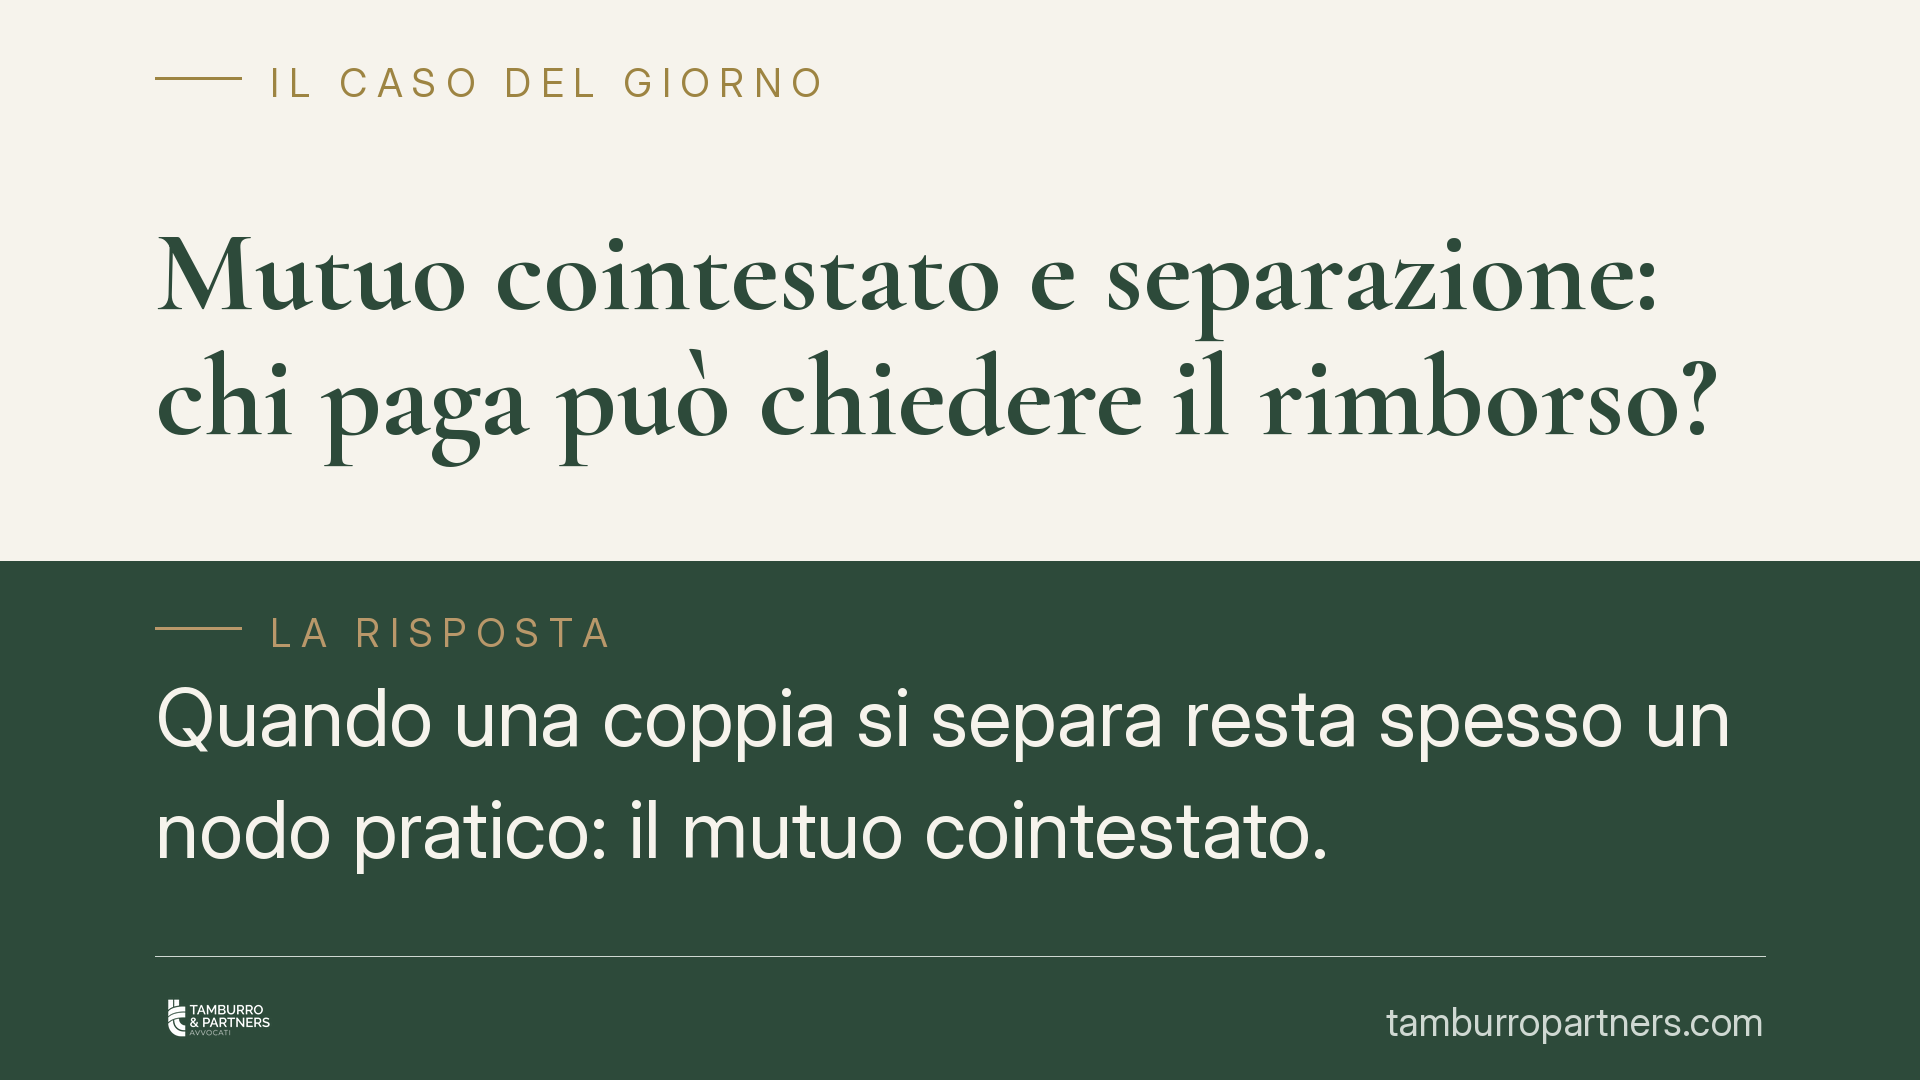 IL CASO DEL GIORNO
Mutuo cointestato e separazione:
chi paga può chiedere il rimborso?
LA RISPOSTA
Quando una coppia si separa resta spesso un
nodo pratico: il mutuo cointestato.
TAMBURRO
& PARTNERS
AVVOCATI
tamburropartners.com